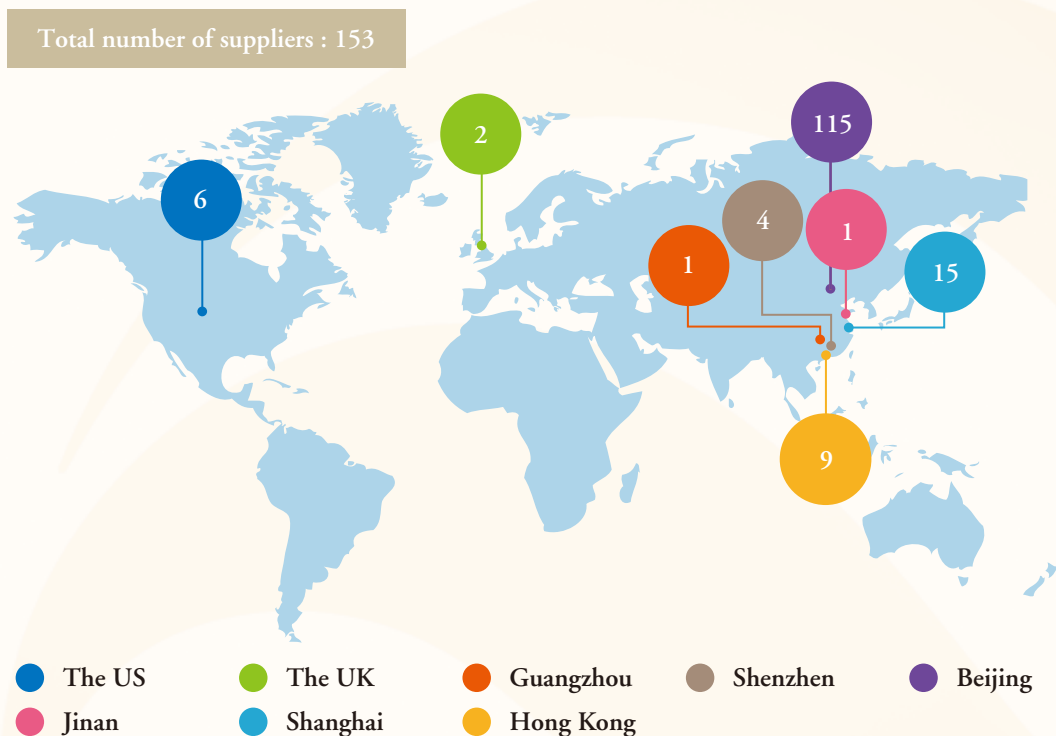 Total number of suppliers : 153
115
2
6
4
1
1
15
9
The US
The UK
Guangzhou
Shenzhen
Beijing
Jinan
Shanghai
Hong Kong